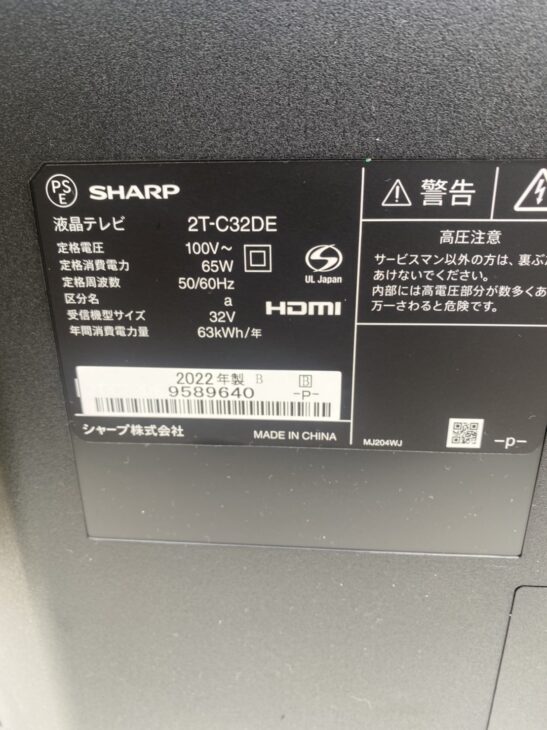 PS
E
SHARP
液晶テレビ 2T-C32DE
定格電圧 100V～
定格消費電力 65W
定格周波数 50/60Hz
区分名 a
受信機型サイズ 32V
年間消費電力量 63kWh/年
UL Japan
HDMI
2022年製 B B
9589640 -P-
シャープ株式会社 MADE IN CHINA
警告
高圧注意
サービスマン以外の方は、裏ぶ
あけないでください。
内部には高電圧部分が数多くあ
万一さわると危険です。
MJ204WJ -p-